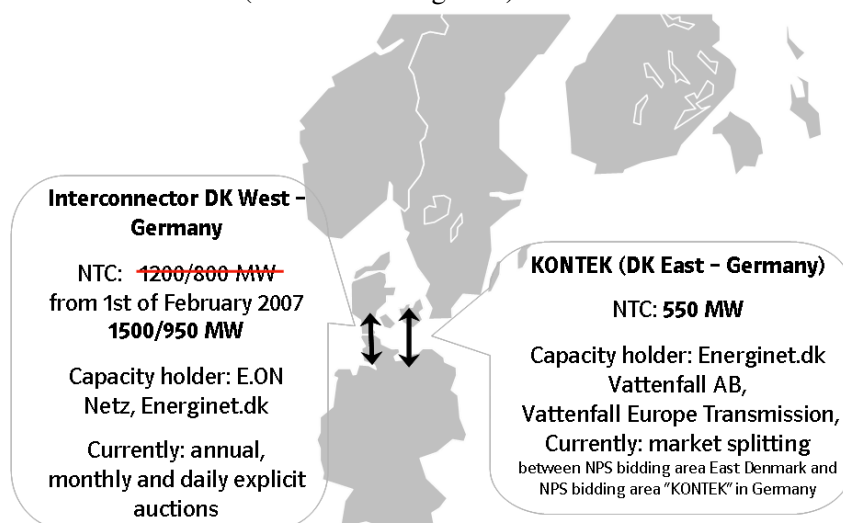 Interconnector DK West –
Germany
NTC: 1200/800 MW
from 1st of February 2007
1500/950 MW
Capacity holder: E.ON
Netz, Energinet.dk
Currently: annual,
monthly and daily explicit
auctions
KONTEK (DK East – Germany)
NTC: 550 MW
Capacity holder: Energinet.dk
Vattenfall AB,
Vattenfall Europe Transmission,
Currently: market splitting
between NPS bidding area East Denmark and
NPS bidding area "KONTEK" in Germany